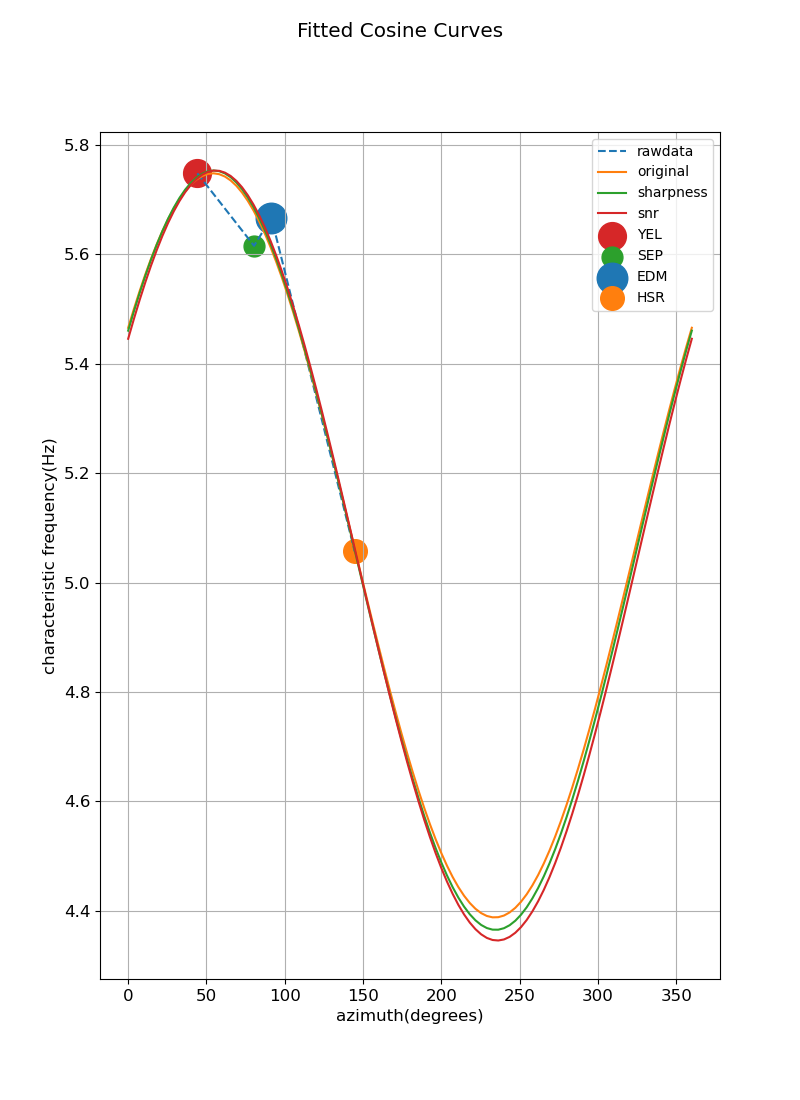 Fitted Cosine Curves
5.8
5.6
5.4
5.2
5.0
4.8
4.6
4.4
characteristic frequency(Hz)
rawdata
original
sharpness
snr
YEL
SEP
EDM
HSR
0 50 100 150 200 250 300 350
azimuth(degrees)